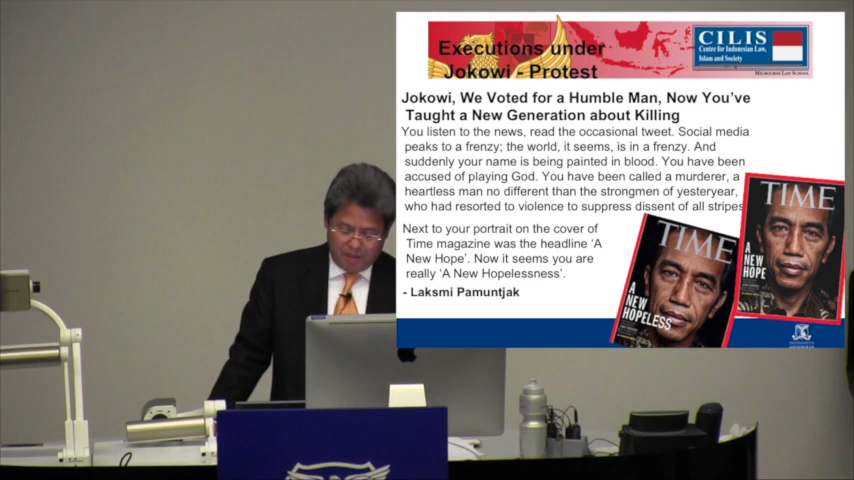 Executions under
Jokowi - Protest
CILIS
Centre for Indonesian Law,
Islam and Society
MELBOURNE LAW SCHOOL
Jokowi, We Voted for a Humble Man, Now You've
Taught a New Generation about Killing
You listen to the news, read the occasional tweet. Social media
peaks to a frenzy; the world, it seems, is in a frenzy. And
suddenly your name is being painted in blood. You have been
accused of playing God. You have been called a murderer, a
heartless man no different than the strongmen of yesteryear,
who had resorted to violence to suppress dissent of all stripes
Next to your portrait on the cover of
Time magazine was the headline 'A
New Hope'. Now it seems you are
really 'A New Hopelessness'.
- Laksmi Pamuntjak
TIME
A
NEW
HOPELESS
TIME
A
NEW
HOPE